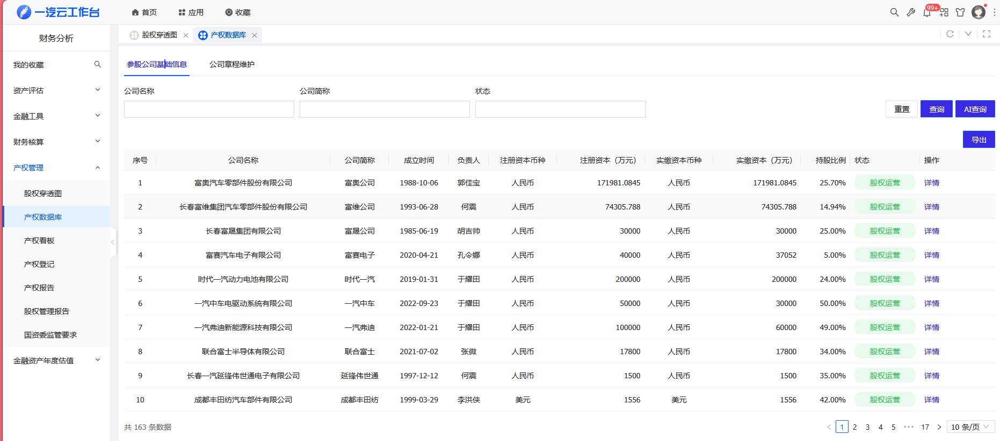 一汽云工作台
首页 应用 收藏
99+
财务分析
股权穿透图 产权数据库
我的收藏
资产评估
金融工具
财务核算
产权管理
股权穿透图
产权数据库
产权看板
产权登记
产权报告
股权管理报告
国资委监管要求
金融资产年度估值
参股公司基础信息 公司章程维护
公司名称 公司简称 状态
重置 查询 AI查询
导出
序号 公司名称 公司简称 成立时间 负责人 注册资本币种 注册资本（万元） 实缴资本币种 实缴资本（万元） 持股比例 状态 操作
1 富奥汽车零部件股份有限公司 富奥公司 1988-10-06 郭佳宝 人民币 171981.0845 人民币 171981.0845 25.70% 股权运营 详情
2 长春富维集团汽车零部件股份有限公司 富维公司 1993-06-28 何震 人民币 74305.788 人民币 74305.788 14.94% 股权运营 详情
3 长春富晟集团有限公司 富晟公司 1985-06-19 胡吉帅 人民币 30000 人民币 30000 25.00% 股权运营 详情
4 富赛汽车电子有限公司 富赛电子 2020-04-21 孔令娜 人民币 40000 人民币 37052 5.00% 股权运营 详情
5 时代一汽动力电池有限公司 时代一汽 2019-01-31 于耀田 人民币 200000 人民币 200000 24.00% 股权运营 详情
6 一汽中车电驱动系统有限公司 一汽中车 2022-09-23 于耀田 人民币 50000 人民币 30000 50.00% 股权运营 详情
7 一汽弗迪新能源科技有限公司 一汽弗迪 2022-01-21 于耀田 人民币 100000 人民币 60000 49.00% 股权运营 详情
8 联合富士半导体有限公司 联合富士 2021-07-02 张微 人民币 17800 人民币 17800 34.00% 股权运营 详情
9 长春一汽延锋伟世通电子有限公司 延锋伟世通 1997-12-12 何震 人民币 1500 人民币 1500 35.00% 股权运营 详情
10 成都丰田纺汽车部件有限公司 成都丰田纺 1999-03-29 李洪侠 美元 1556 美元 1556 42.00% 股权运营 详情
共 163 条数据
1 2 3 4 5 ••• 17 10 条/页